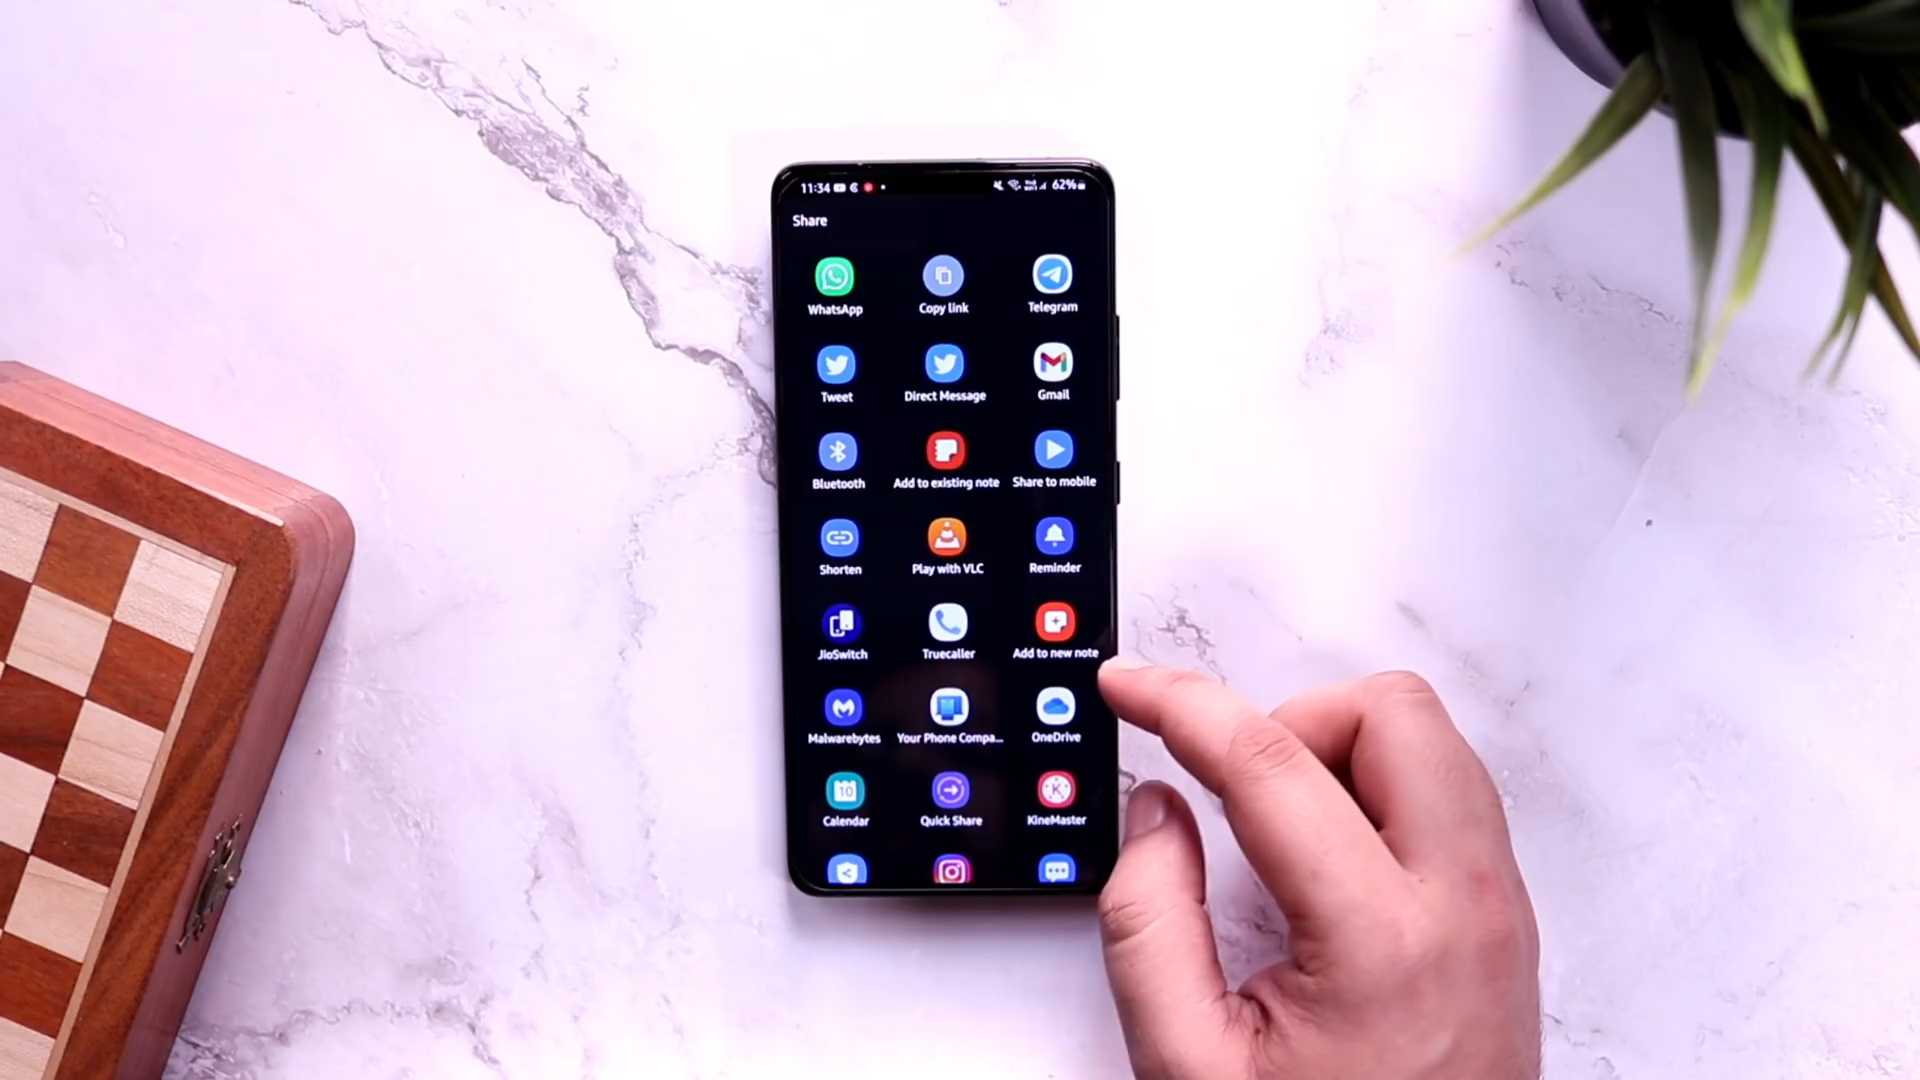 11:34 62%
Share
WhatsApp Copy link Telegram
Tweet Direct Message Gmail
Bluetooth Add to existing note Share to mobile
Shorten Play with VLC Reminder
JioSwitch Truecaller Add to new note
Malwarebytes Your Phone Compa... OneDrive
10
Calendar Quick Share KineMaster